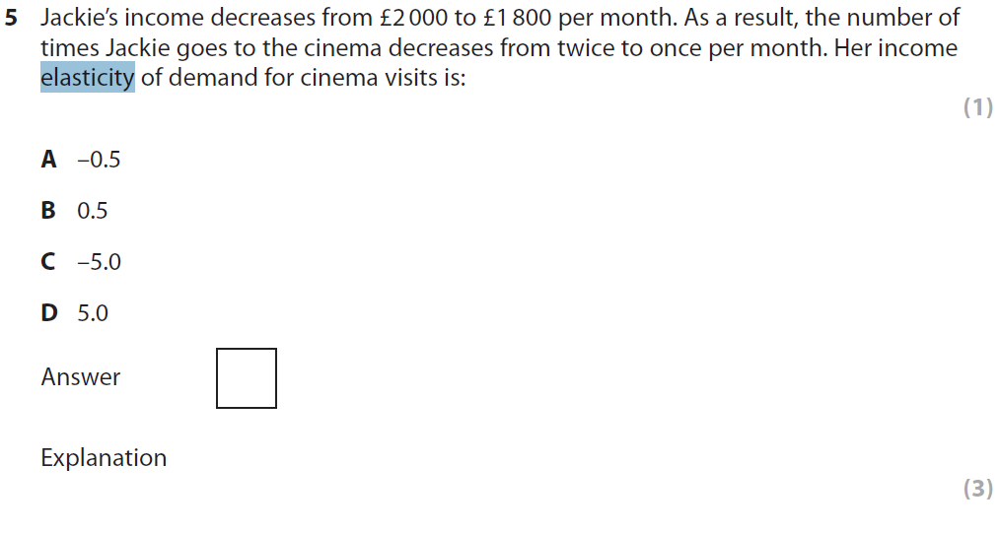 5 Jackie’s income decreases from £2 000 to £1 800 per month. As a result, the number of
times Jackie goes to the cinema decreases from twice to once per month. Her income
elasticity of demand for cinema visits is:
(1)
A –0.5
B 0.5
C –5.0
D 5.0
Answer
Explanation
(3)